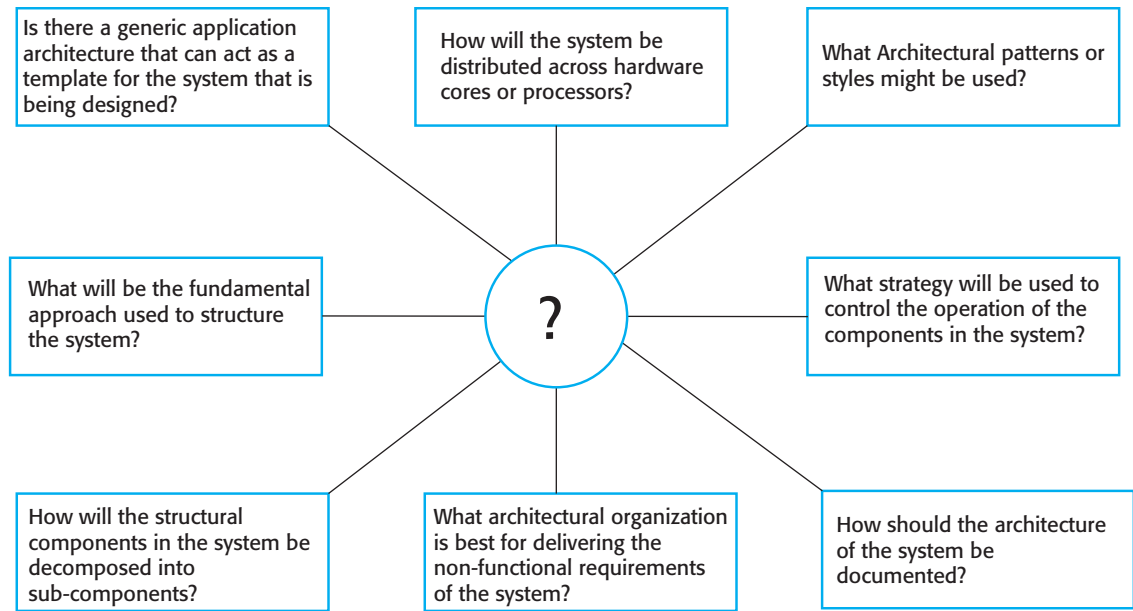 Is there a generic application
architecture that can act as a
template for the system that is
being designed?
How will the system be
distributed across hardware
cores or processors?
What Architectural patterns or
styles might be used?
What will be the fundamental
approach used to structure
the system?
?
What strategy will be used to
control the operation of the
components in the system?
How will the structural
components in the system be
decomposed into
sub-components?
What architectural organization
is best for delivering the
non-functional requirements
of the system?
How should the architecture
of the system be
documented?